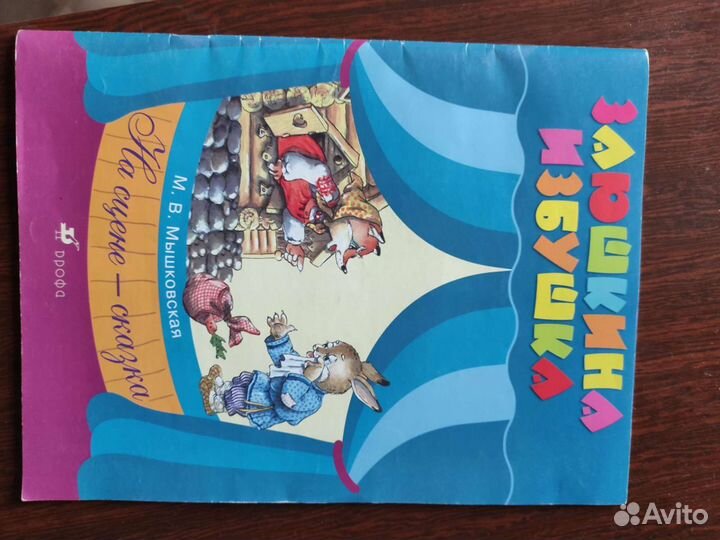 ЗАЮШКИНА
ИЗБУШКА
М. В. Мышковская
На сцене — сказка
дрофа
Avito